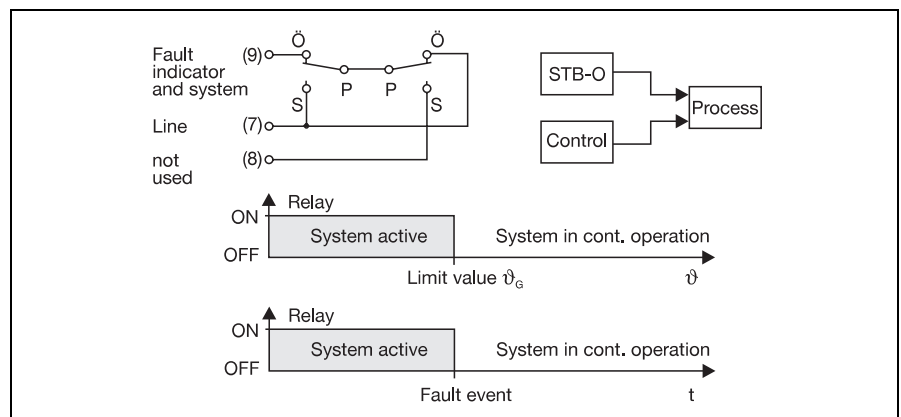 Fault
indicator
and system
(9)
Ö
Ö
S
P
P
S
Line
(7)
not
used
(8)
STB-O
Control
Process
Relay
ON
OFF
System active
System in cont. operation
Limit value ϑG
ϑ
Relay
ON
OFF
System active
System in cont. operation
Fault event
t